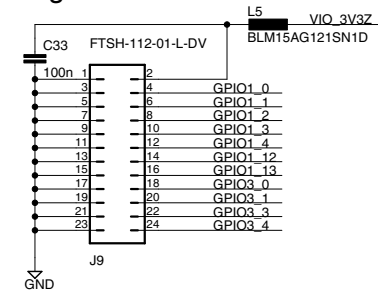 L5
VIO_3V3Z
C33
FTSH-112-01-L-DV
BLM15AG121SN1D
100n
1 2
3 4 GPIO1_0
5 6 GPIO1_1
7 8 GPIO1_2
9 10 GPIO1_3
11 12 GPIO1_4
13 14 GPIO1_12
15 16 GPIO1_13
17 18 GPIO3_0
19 20 GPIO3_1
21 22 GPIO3_3
23 24 GPIO3_4
J9
GND